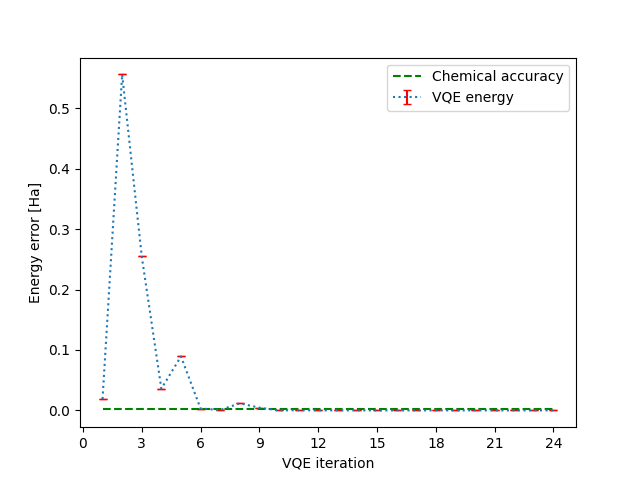 Chemical accuracy
VQE energy
Energy error [Ha]
0.5
0.4
0.3
0.2
0.1
0.0
0 3 6 9 12 15 18 21 24
VQE iteration